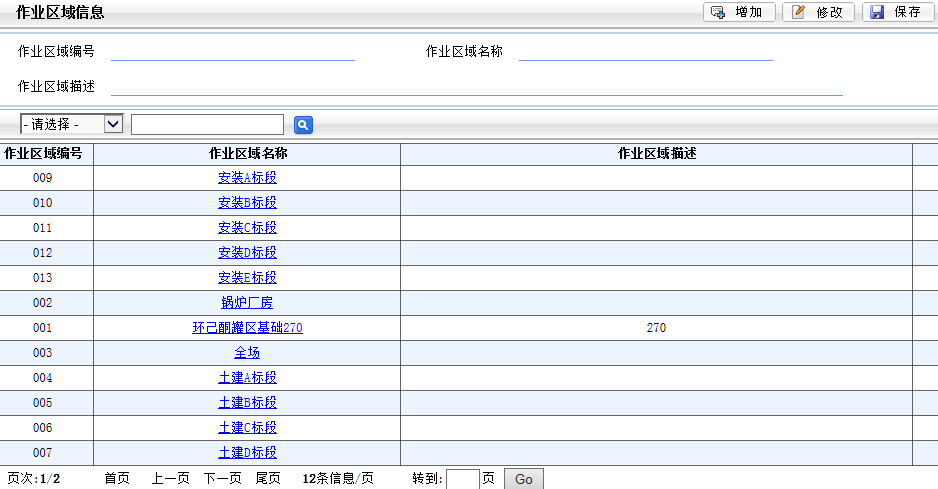 作业区域信息 增加 修改 保存
作业区域编号 作业区域名称
作业区域描述
- 请选择 -
作业区域编号 作业区域名称 作业区域描述
009 安装A标段
010 安装B标段
011 安装C标段
012 安装D标段
013 安装E标段
002 锅炉厂房
001 环己酮罐区基础270 270
003 全场
004 土建A标段
005 土建B标段
006 土建C标段
007 土建D标段
页次:1/2 首页 上一页 下一页 尾页 12条信息/页 转到: 页 Go